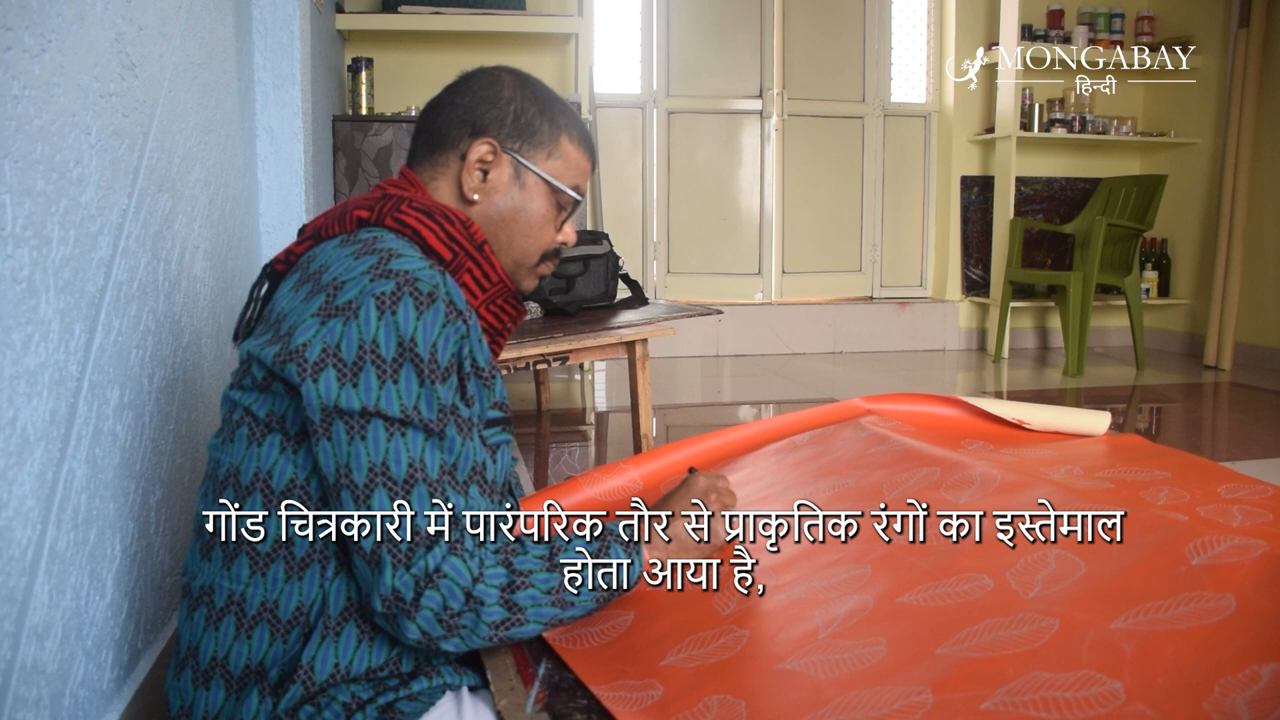 MONGABAY
हिन्दी
गोंड चित्रकारी में पारंपरिक तौर से प्राकृतिक रंगों का इस्तेमाल
होता आया है,